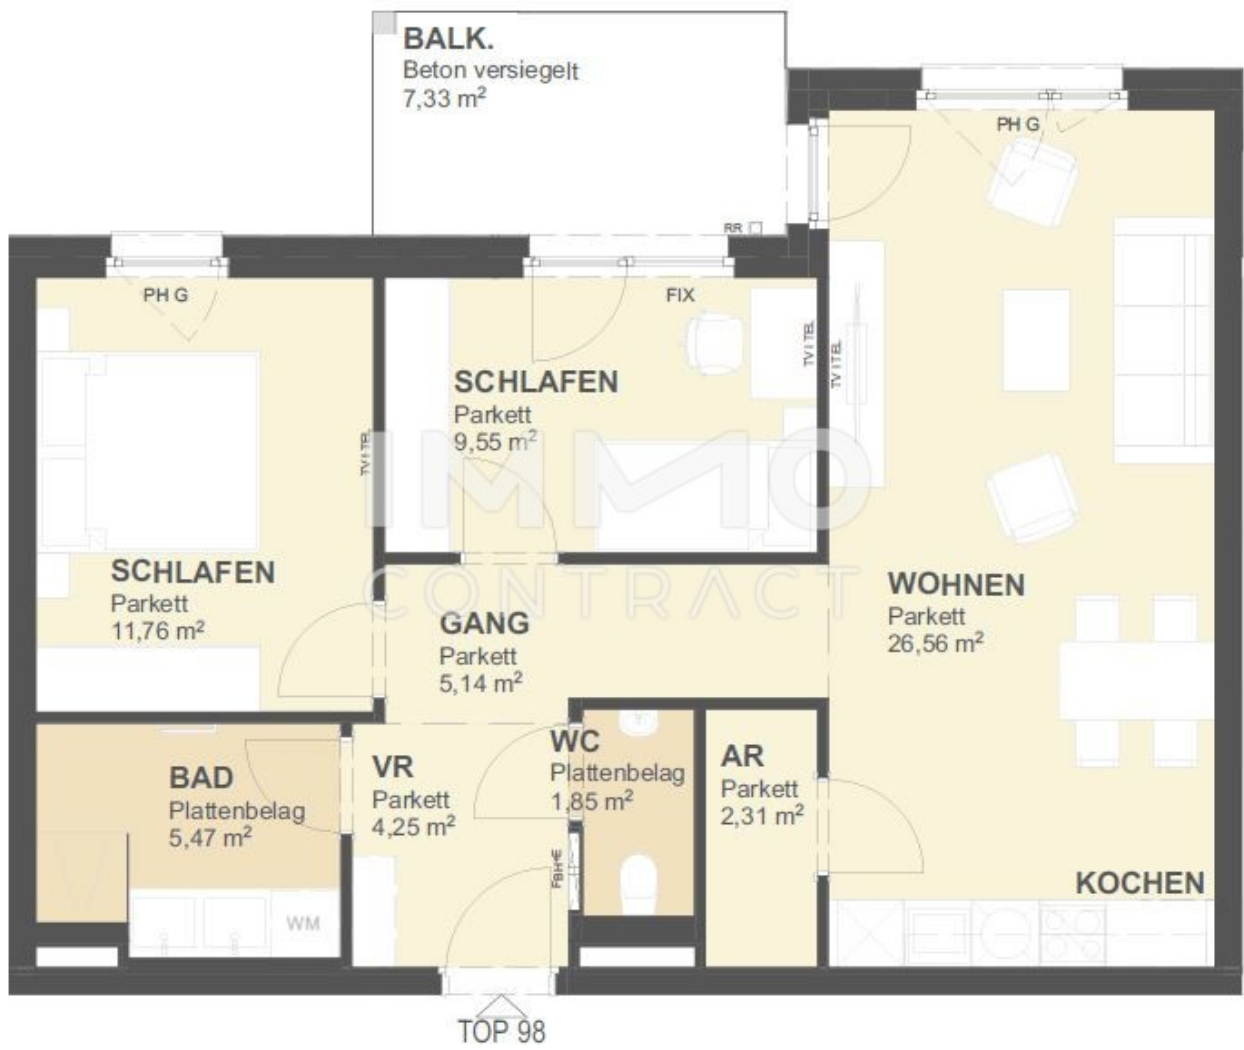 BALK.
Beton versiegelt
7,33 m²
PH G
RR
PH G
FIX
TV I TEL
TV I TEL
SCHLAFEN
Parkett
9,55 m²
TV I TEL
IMMO
CONTRACT
SCHLAFEN
Parkett
11,76 m²
GANG
Parkett
5,14 m²
WOHNEN
Parkett
26,56 m²
BAD
Plattenbelag
5,47 m²
VR
Parkett
4,25 m²
WC
Plattenbelag
1,85 m²
AR
Parkett
2,31 m²
KOCHEN
WM
TOP 98